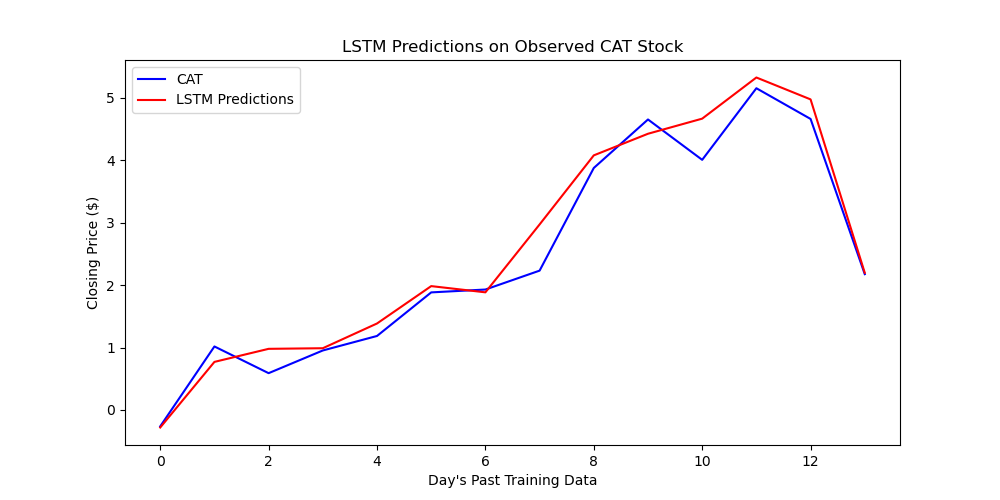 LSTM Predictions on Observed CAT Stock
CAT
LSTM Predictions
Closing Price ($)
5
4
3
2
1
0
0 2 4 6 8 10 12
Day's Past Training Data